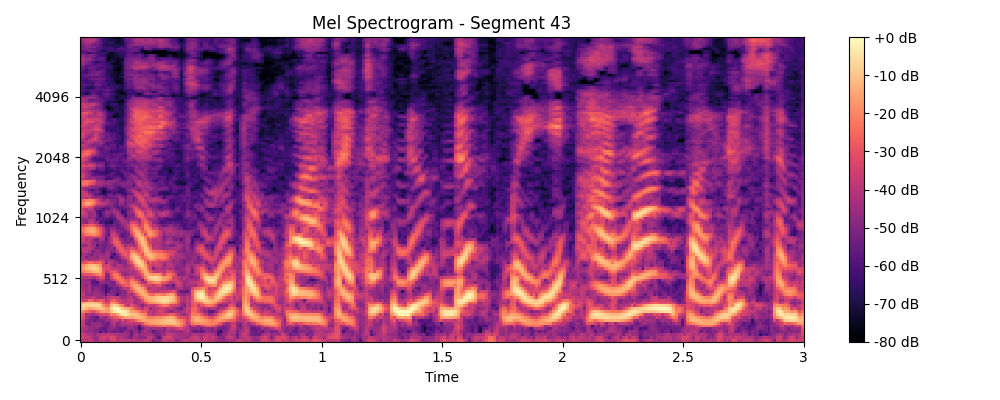 Mel Spectrogram - Segment 43
+0 dB
-10 dB
-20 dB
-30 dB
-40 dB
-50 dB
-60 dB
-70 dB
-80 dB
Frequency
4096
2048
1024
512
0
0 0.5 1 1.5 2 2.5 3
Time